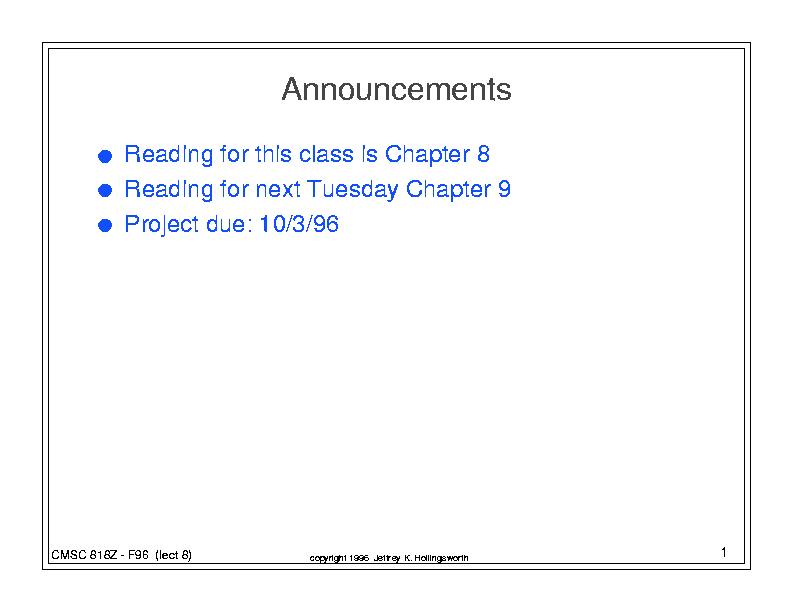 Announcements
Reading for this class is Chapter 8
Reading for next Tuesday Chapter 9
Project due: 10/3/96
CMSC 818Z - F96 (lect 8)
copyright 1996 Jeffrey K. Hollingsworth
1